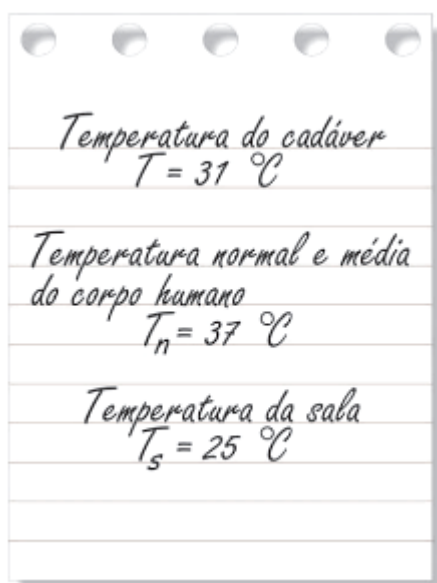 Temperatura do cadáver
T = 31 °C
Temperatura normal e média
do corpo humano
Tn = 37 °C
Temperatura da sala
Ts = 25 °C